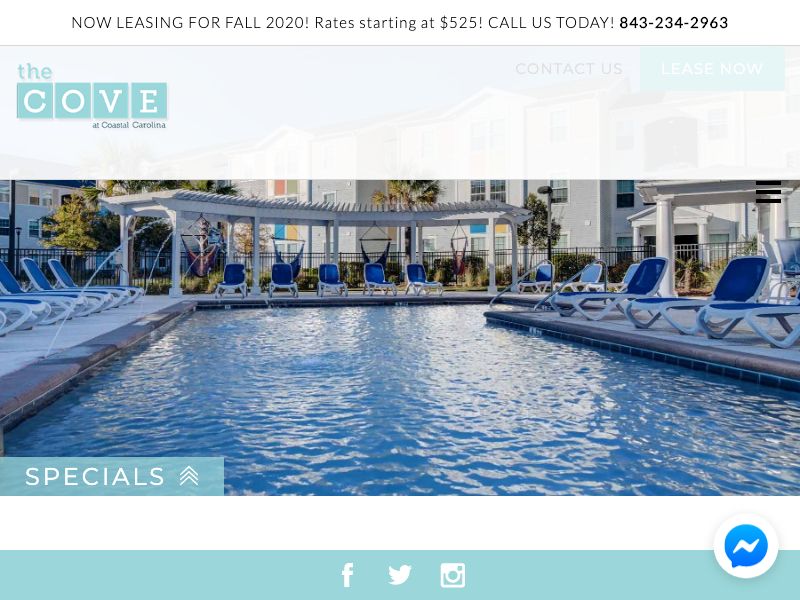 NOW LEASING FOR FALL 2020! Rates starting at $525! CALL US TODAY! 843-234-2963
CONTACT US
LEASE NOW
the
COVE
at Coastal Carolina
SPECIALS